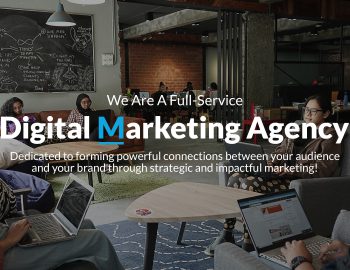 We Are A Full-Service
Digital Marketing Agency
Dedicated to forming powerful connections between your audience
and your brand through strategic and impactful marketing!